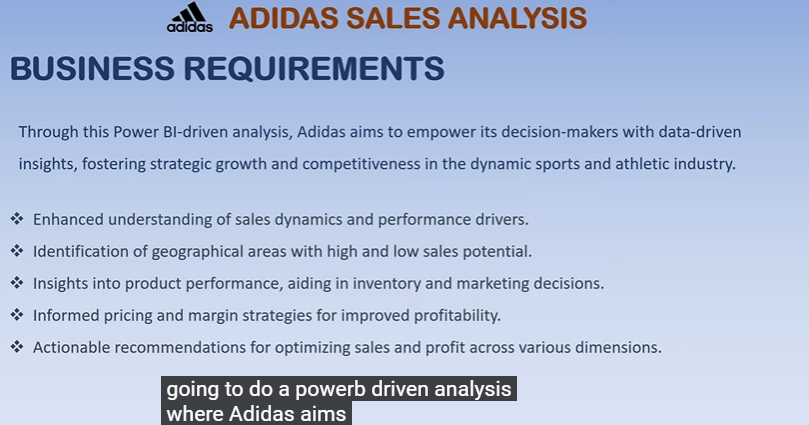 adidas ADIDAS SALES ANALYSIS
BUSINESS REQUIREMENTS
Through this Power BI-driven analysis, Adidas aims to empower its decision-makers with data-driven
insights, fostering strategic growth and competitiveness in the dynamic sports and athletic industry.
❖ Enhanced understanding of sales dynamics and performance drivers.
❖ Identification of geographical areas with high and low sales potential.
❖ Insights into product performance, aiding in inventory and marketing decisions.
❖ Informed pricing and margin strategies for improved profitability.
❖ Actionable recommendations for optimizing sales and profit across various dimensions.
going to do a powerb driven analysis
where Adidas aims